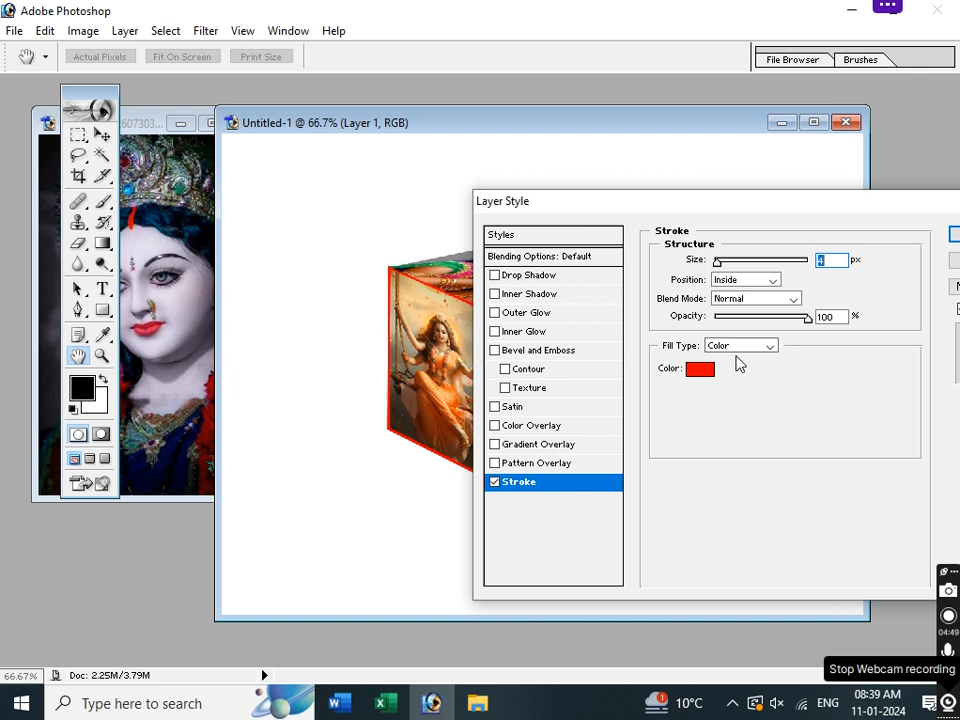 Adobe Photoshop
File Edit Image Layer Select Filter View Window Help
Actual Pixels Fit On Screen Print Size File Browser Brushes
607303...
Untitled-1 @ 66.7% (Layer 1, RGB)
Layer Style
Styles
Blending Options: Default
Drop Shadow
Inner Shadow
Outer Glow
Inner Glow
Bevel and Emboss
Contour
Texture
Satin
Color Overlay
Gradient Overlay
Pattern Overlay
Stroke
Stroke
Structure
Size: 4 px
Position: Inside
Blend Mode: Normal
Opacity: 100 %
Fill Type: Color
Color:
04:49
Stop Webcam recording
66.67% Doc: 2.25M/3.79M
Type here to search
10°C
ENG
08:39 AM
11-01-2024